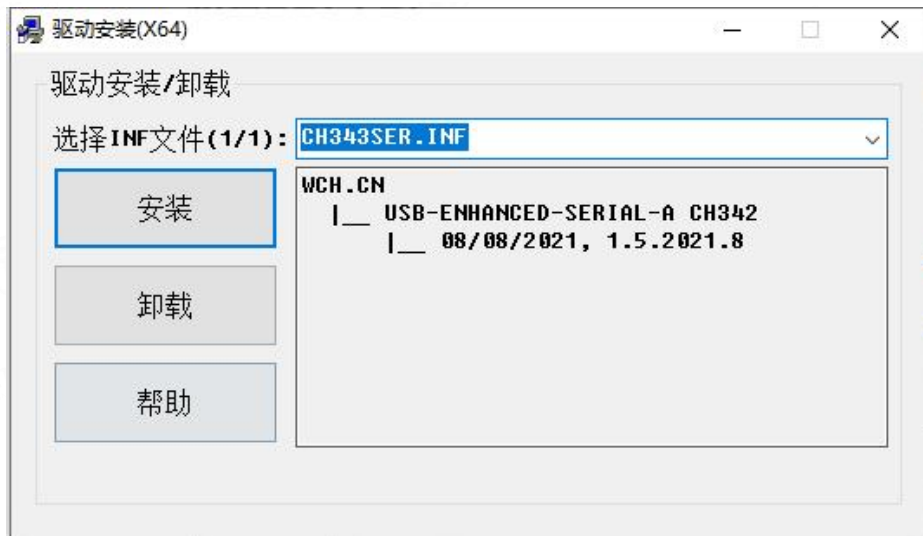 驱动安装(X64)
驱动安装/卸载
选择INF文件(1/1): CH343SER.INF
安装
卸载
帮助
WCH.CN
|__ USB-ENHANCED-SERIAL-A CH342
|__ 08/08/2021, 1.5.2021.8